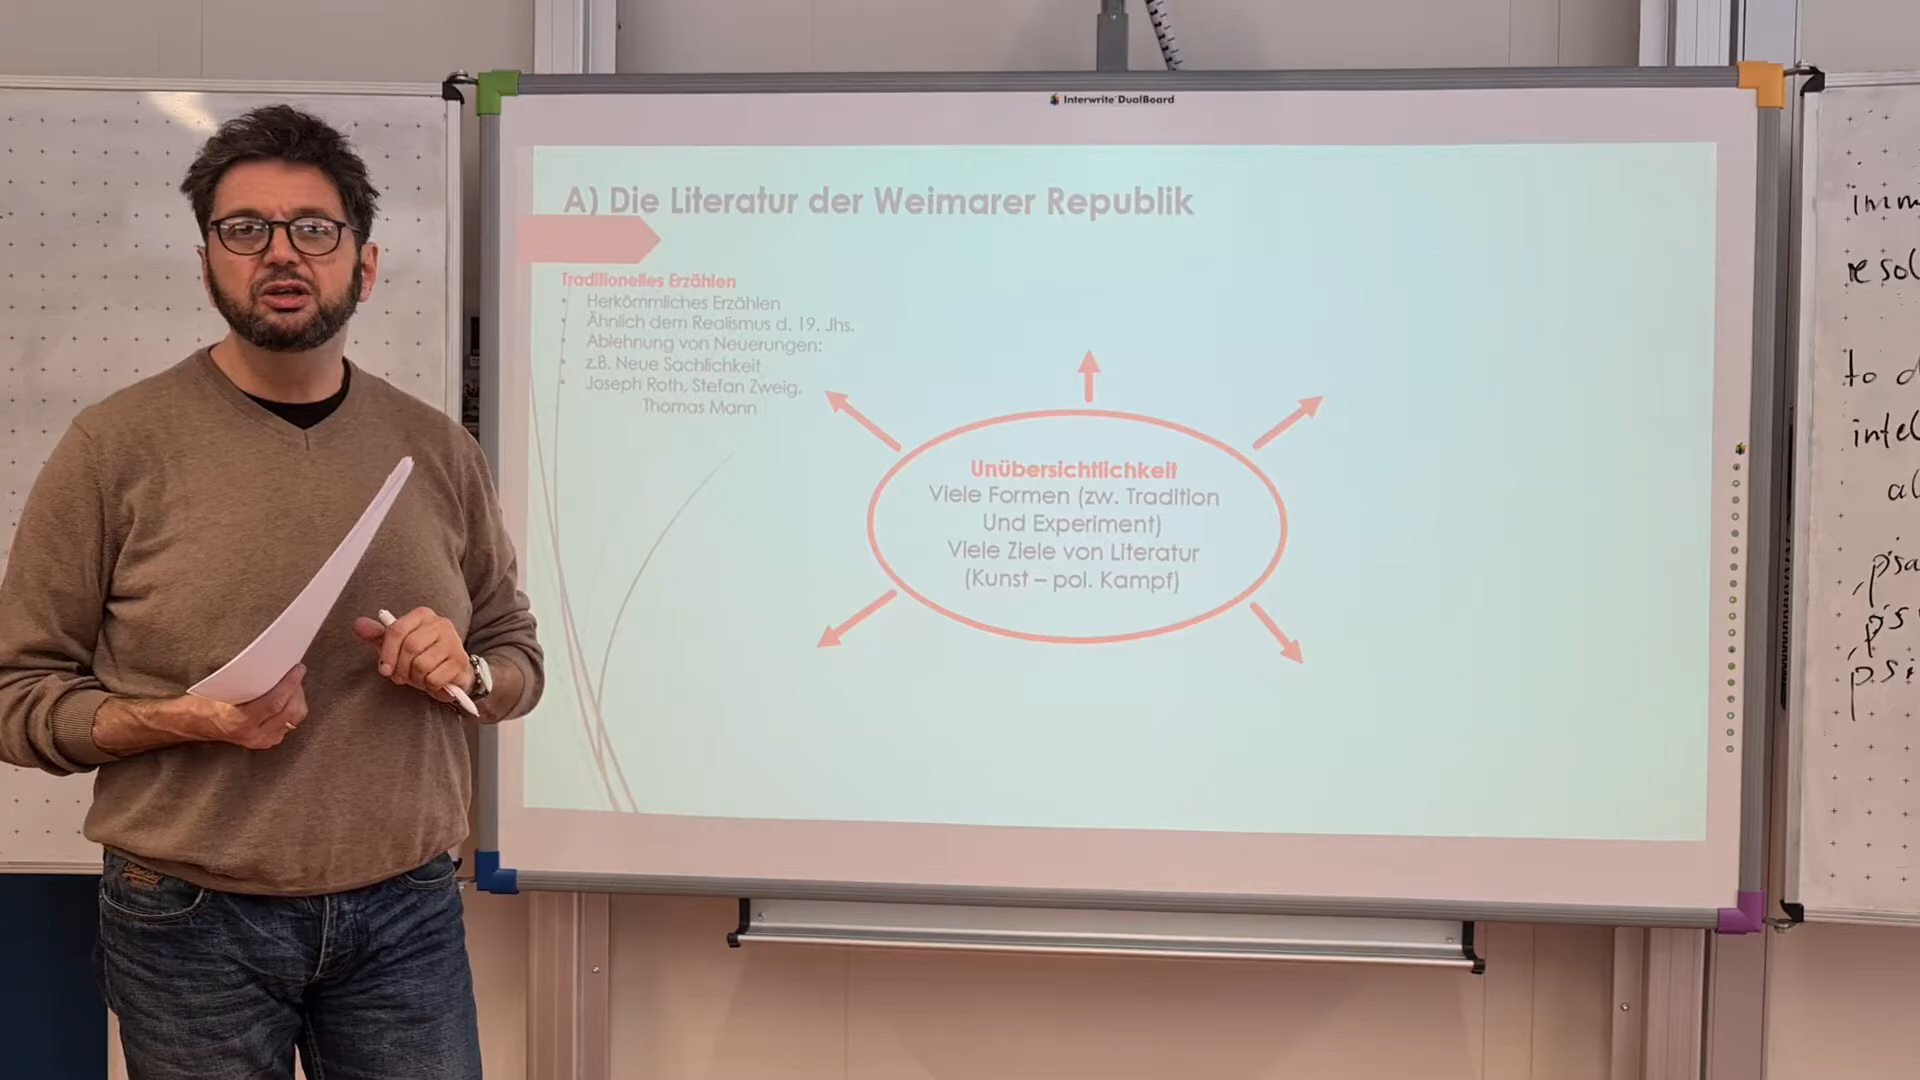 Interwrite DualBoard
A) Die Literatur der Weimarer Republik
Traditionelles Erzählen
• Herkömmliches Erzählen
• Ähnlich dem Realismus d. 19. Jhs.
• Ablehnung von Neuerungen:
• z.B. Neue Sachlichkeit
• Joseph Roth, Stefan Zweig,
Thomas Mann
Unübersichtlichkeit
Viele Formen (zw. Tradition
Und Experiment)
Viele Ziele von Literatur
(Kunst – pol. Kampf)
to